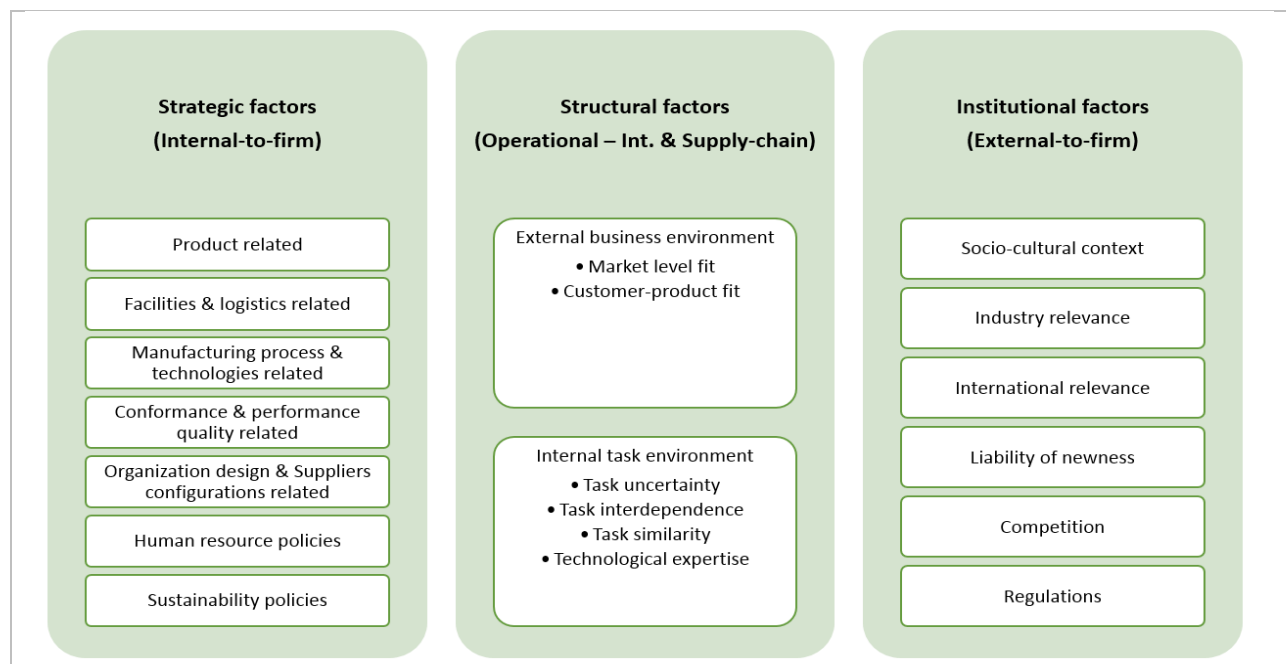 Strategic factors
(Internal-to-firm)
Product related
Facilities & logistics related
Manufacturing process &
technologies related
Conformance & performance
quality related
Organization design & Suppliers
configurations related
Human resource policies
Sustainability policies
Structural factors
(Operational – Int. & Supply-chain)
External business environment
• Market level fit
• Customer-product fit
Internal task environment
• Task uncertainty
• Task interdependence
• Task similarity
• Technological expertise
Institutional factors
(External-to-firm)
Socio-cultural context
Industry relevance
International relevance
Liability of newness
Competition
Regulations